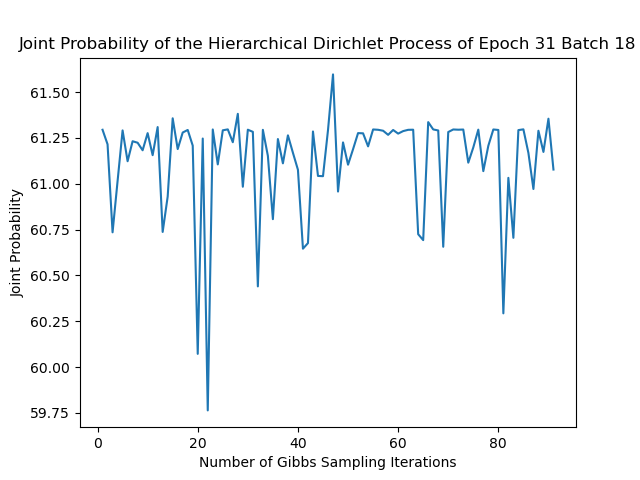 Joint Probability of the Hierarchical Dirichlet Process of Epoch 31 Batch 18
61.50
61.25
61.00
60.75
60.50
60.25
60.00
59.75
Joint Probability
0 20 40 60 80
Number of Gibbs Sampling Iterations